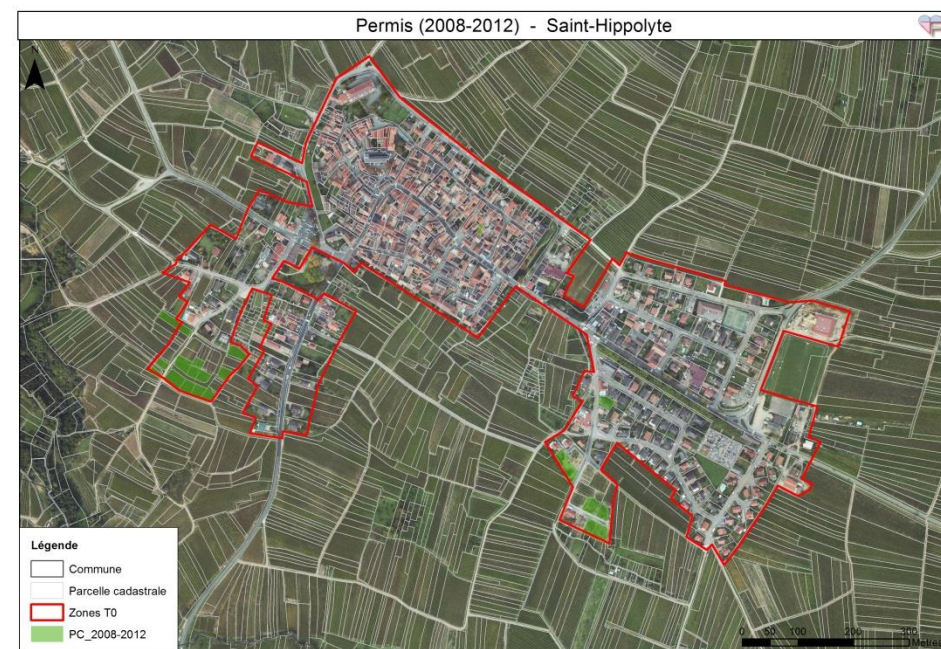 Permis (2008-2012) - Saint-Hippolyte
N
Légende
Commune
Parcelle cadastrale
Zones T0
PC_2008-2012
0 50 100 200 300
Mètres